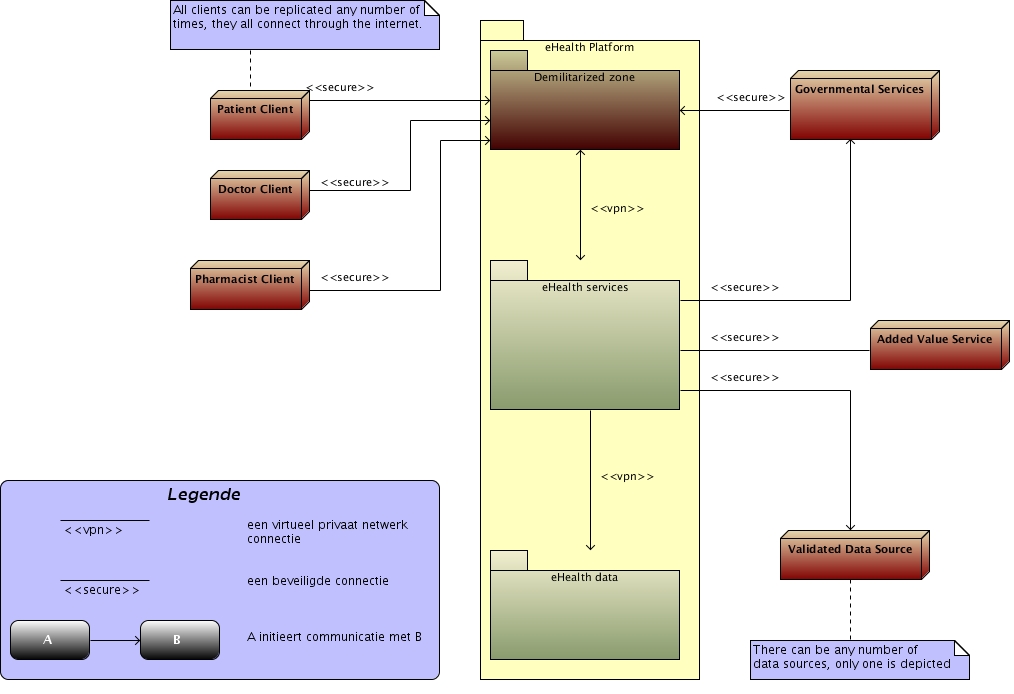 All clients can be replicated any number of
times, they all connect through the internet.
eHealth Platform
Demilitarized zone
<<secure>>
Patient Client
<<secure>>
Governmental Services
<<secure>>
Doctor Client
<<vpn>>
<<secure>>
Pharmacist Client
eHealth services
<<secure>>
<<secure>>
Added Value Service
<<secure>>
<<vpn>>
Legende
<<vpn>>
een virtueel privaat netwerk
connectie
<<secure>>
een beveiligde connectie
A
B
A initieert communicatie met B
eHealth data
Validated Data Source
There can be any number of
data sources, only one is depicted